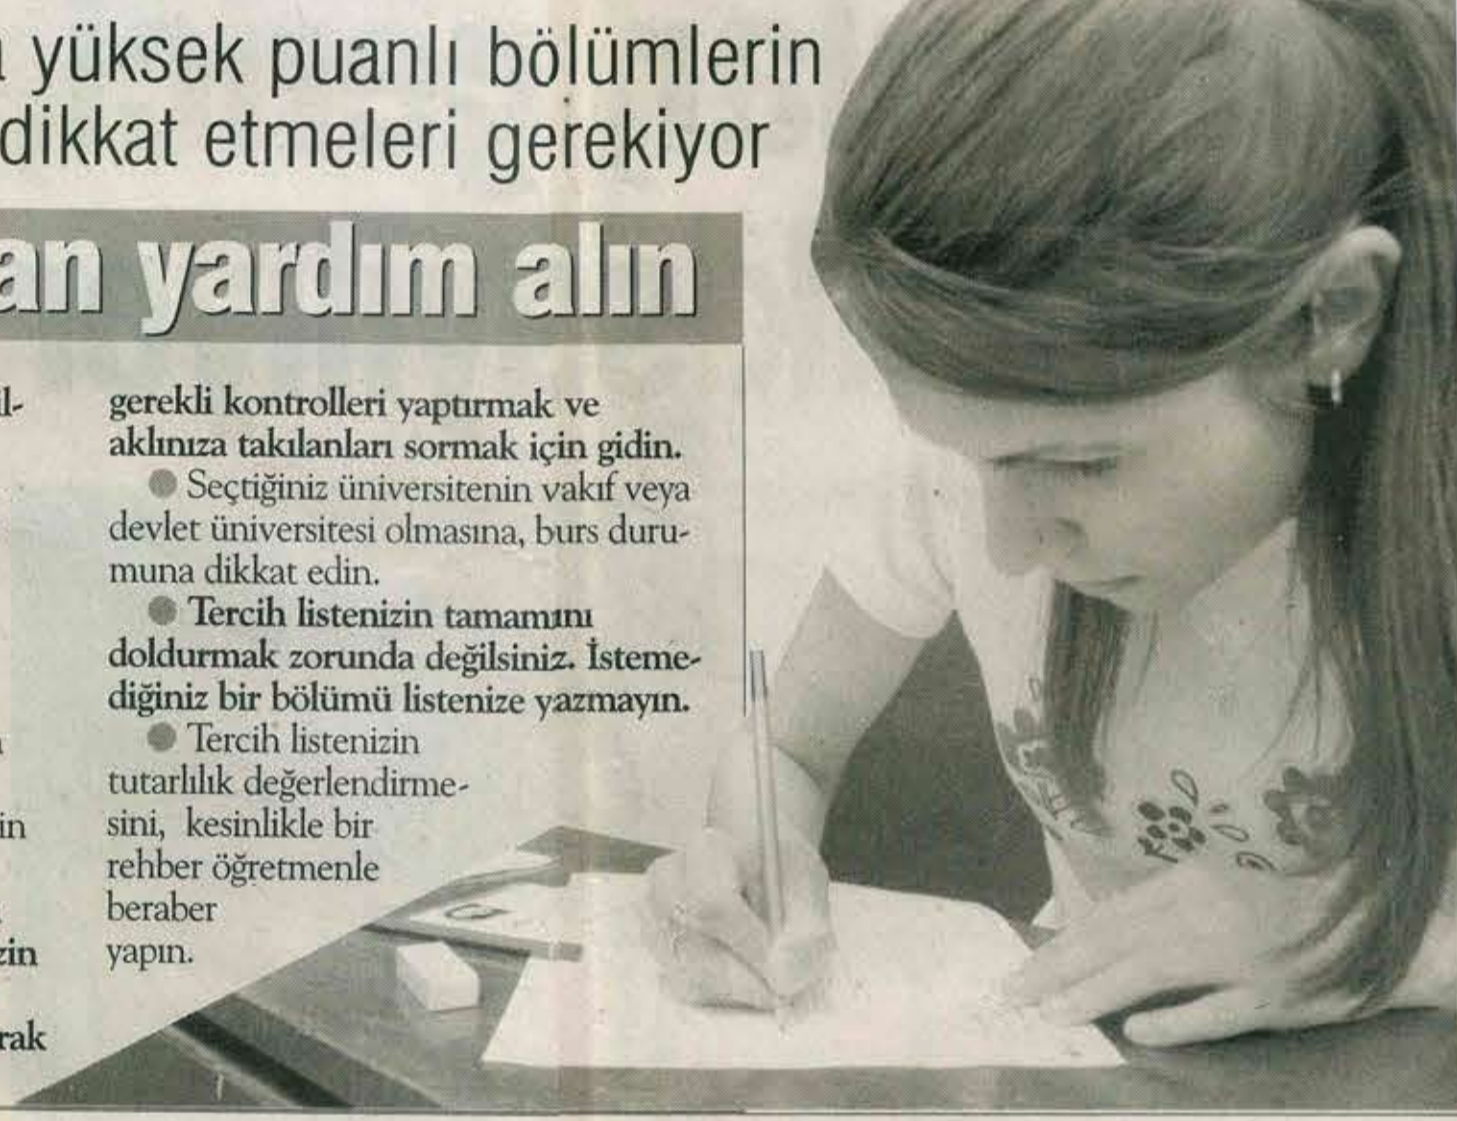 yüksek puanlı bölümlerin
dikkat etmeleri gerekiyor
an yardım alın
il-
in
zin
rak
gerekli kontrolleri yaptırmak ve
aklınıza takılanları sormak için gidin.
● Seçtiğiniz üniversitenin vakıf veya
devlet üniversitesi olmasına, burs duru-
muna dikkat edin.
● Tercih listenizin tamamını
doldurmak zorunda değilsiniz. İsteme-
diğiniz bir bölümü listenize yazmayın.
● Tercih listenizin
tutarlılık değerlendirme-
sini, kesinlikle bir
rehber öğretmenle
beraber
yapın.